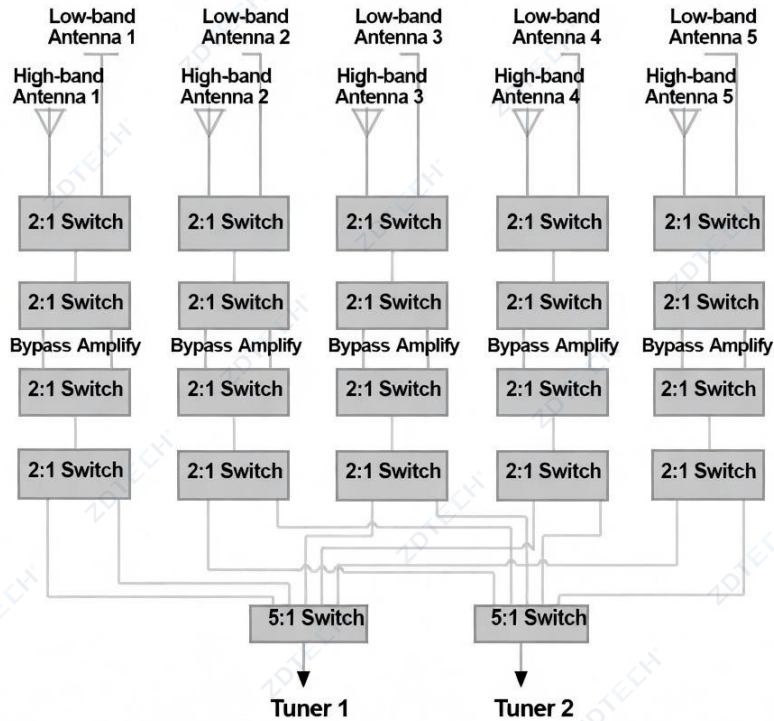 Low-band
Antenna 1
Low-band
Antenna 2
Low-band
Antenna 3
Low-band
Antenna 4
Low-band
Antenna 5
High-band
Antenna 1
High-band
Antenna 2
High-band
Antenna 3
High-band
Antenna 4
High-band
Antenna 5
2:1 Switch
2:1 Switch
2:1 Switch
2:1 Switch
2:1 Switch
2:1 Switch
2:1 Switch
2:1 Switch
2:1 Switch
2:1 Switch
Bypass Amplify
Bypass Amplify
Bypass Amplify
Bypass Amplify
Bypass Amplify
2:1 Switch
2:1 Switch
2:1 Switch
2:1 Switch
2:1 Switch
2:1 Switch
2:1 Switch
2:1 Switch
2:1 Switch
2:1 Switch
5:1 Switch
5:1 Switch
Tuner 1
Tuner 2
ZDTECH